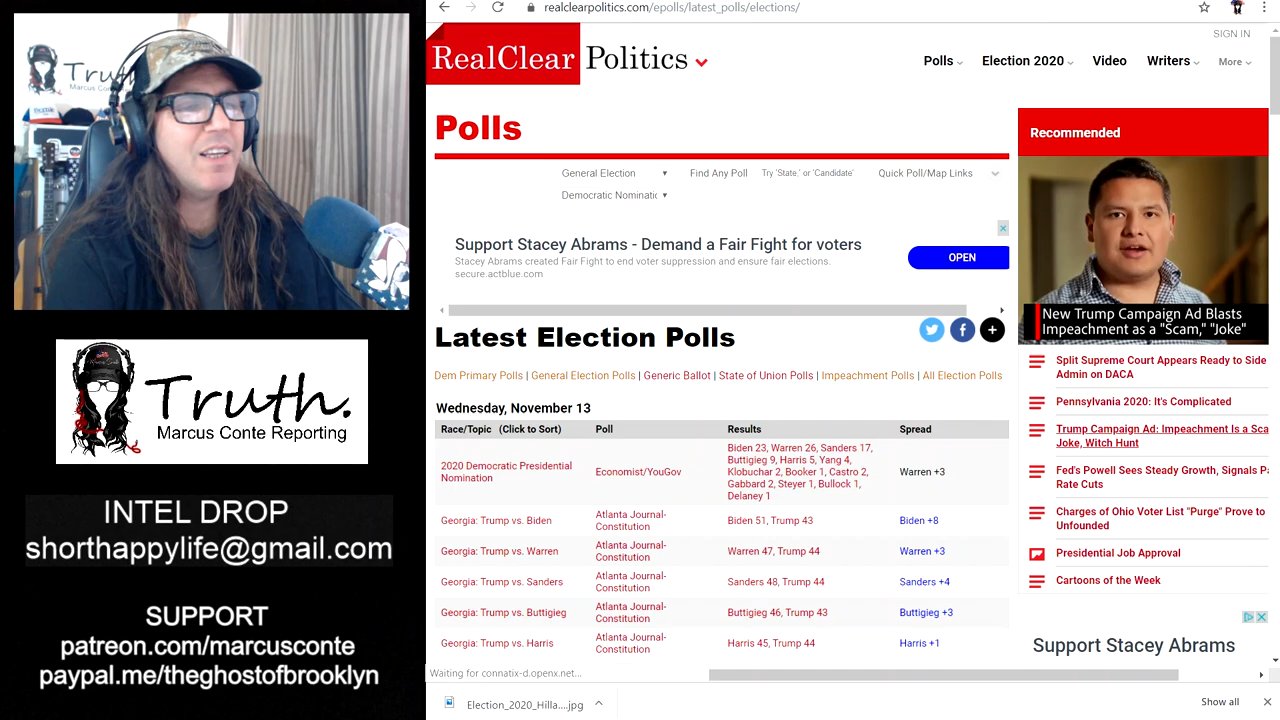 Truth
Marcus Conte
Truth.
Marcus Conte Reporting
INTEL DROP
shorthappylife@gmail.com
SUPPORT
patreon.com/marcusconte
paypal.me/theghostofbrooklyn
realclearpolitics.com/epolls/latest_polls/elections/
SIGN IN
RealClear Politics
Polls Election 2020 Video Writers More
Polls
General Election Find Any Poll Try 'State,' or 'Candidate' Quick Poll/Map Links
Democratic Nominatic
Support Stacey Abrams - Demand a Fair Fight for voters
Stacey Abrams created Fair Fight to end voter suppression and ensure fair elections.
secure.actblue.com
OPEN
Latest Election Polls
Dem Primary Polls | General Election Polls | Generic Ballot | State of Union Polls | Impeachment Polls | All Election Polls
Wednesday, November 13
Race/Topic (Click to Sort) Poll Results Spread
2020 Democratic Presidential
Nomination
Economist/YouGov
Biden 23, Warren 26, Sanders 17,
Buttigieg 9, Harris 5, Yang 4,
Klobuchar 2, Booker 1, Castro 2,
Gabbard 2, Steyer 1, Bullock 1,
Delaney 1
Warren +3
Georgia: Trump vs. Biden
Atlanta Journal-
Constitution
Biden 51, Trump 43
Biden +8
Georgia: Trump vs. Warren
Atlanta Journal-
Constitution
Warren 47, Trump 44
Warren +3
Georgia: Trump vs. Sanders
Atlanta Journal-
Constitution
Sanders 48, Trump 44
Sanders +4
Georgia: Trump vs. Buttigieg
Atlanta Journal-
Constitution
Buttigieg 46, Trump 43
Buttigieg +3
Georgia: Trump vs. Harris
Atlanta Journal-
Constitution
Harris 45, Trump 44
Harris +1
Waiting for connatix-d.openx.net...
Recommended
New Trump Campaign Ad Blasts
Impeachment as a "Scam," "Joke"
Split Supreme Court Appears Ready to Side
Admin on DACA
Pennsylvania 2020: It's Complicated
Trump Campaign Ad: Impeachment Is a Sca
Joke, Witch Hunt
Fed's Powell Sees Steady Growth, Signals Pa
Rate Cuts
Charges of Ohio Voter List "Purge" Prove to
Unfounded
Presidential Job Approval
Cartoons of the Week
Support Stacey Abrams
Election_2020_Hilla....jpg
Show all